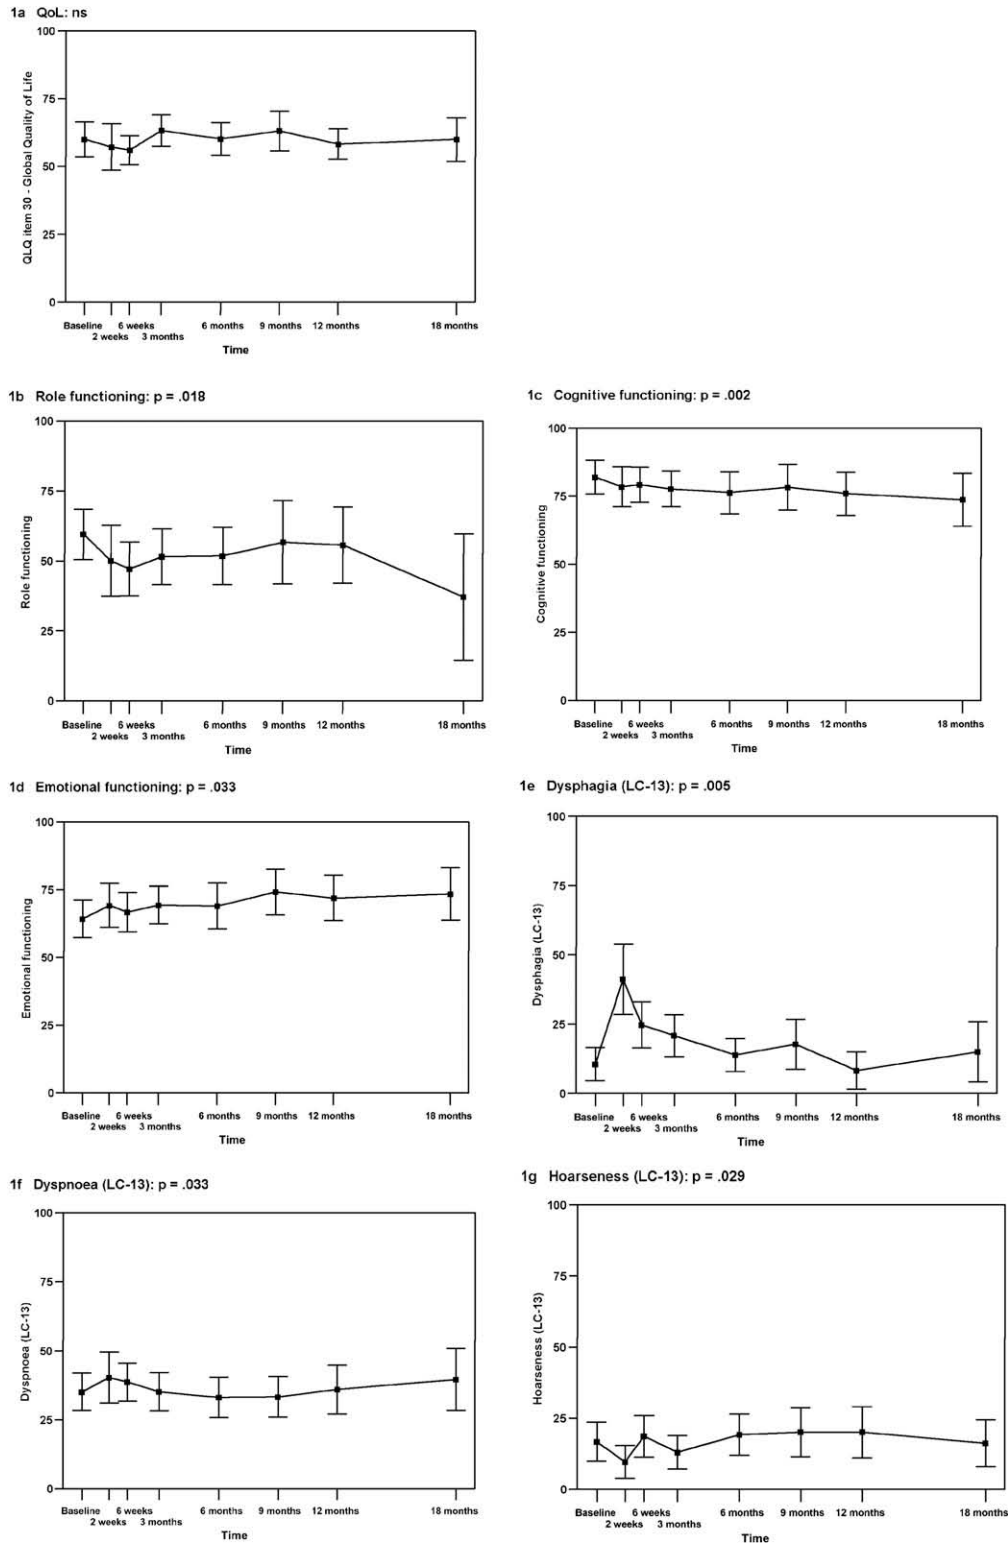 1a QoL: ns
QLQ item 30 - Global Quality of Life
100
75
50
25
0
Baseline 6 weeks 6 months 9 months 12 months 18 months
2 weeks 3 months
Time
1b Role functioning: p = .018
Role functioning
100
75
50
25
0
Baseline 6 weeks 6 months 9 months 12 months 18 months
2 weeks 3 months
Time
1c Cognitive functioning: p = .002
Cognitive functioning
100
75
50
25
0
Baseline 6 weeks 6 months 9 months 12 months 18 months
2 weeks 3 months
Time
1d Emotional functioning: p = .033
Emotional functioning
100
75
50
25
0
Baseline 6 weeks 6 months 9 months 12 months 18 months
2 weeks 3 months
Time
1e Dysphagia (LC-13): p = .005
Dysphagia (LC-13)
100
75
50
25
0
Baseline 6 weeks 6 months 9 months 12 months 18 months
2 weeks 3 months
Time
1f Dyspnoea (LC-13): p = .033
Dyspnoea (LC-13)
100
75
50
25
0
Baseline 6 weeks 6 months 9 months 12 months 18 months
2 weeks 3 months
Time
1g Hoarseness (LC-13): p = .029
Hoarseness (LC-13)
100
75
50
25
0
Baseline 6 weeks 6 months 9 months 12 months 18 months
2 weeks 3 months
Time